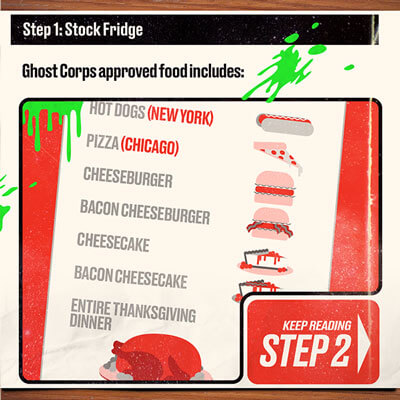 Step 1: Stock Fridge
Ghost Corps approved food includes:
HOT DOGS (NEW YORK)
PIZZA (CHICAGO)
CHEESEBURGER
BACON CHEESEBURGER
CHEESECAKE
BACON CHEESECAKE
ENTIRE THANKSGIVING
DINNER
KEEP READING
STEP 2